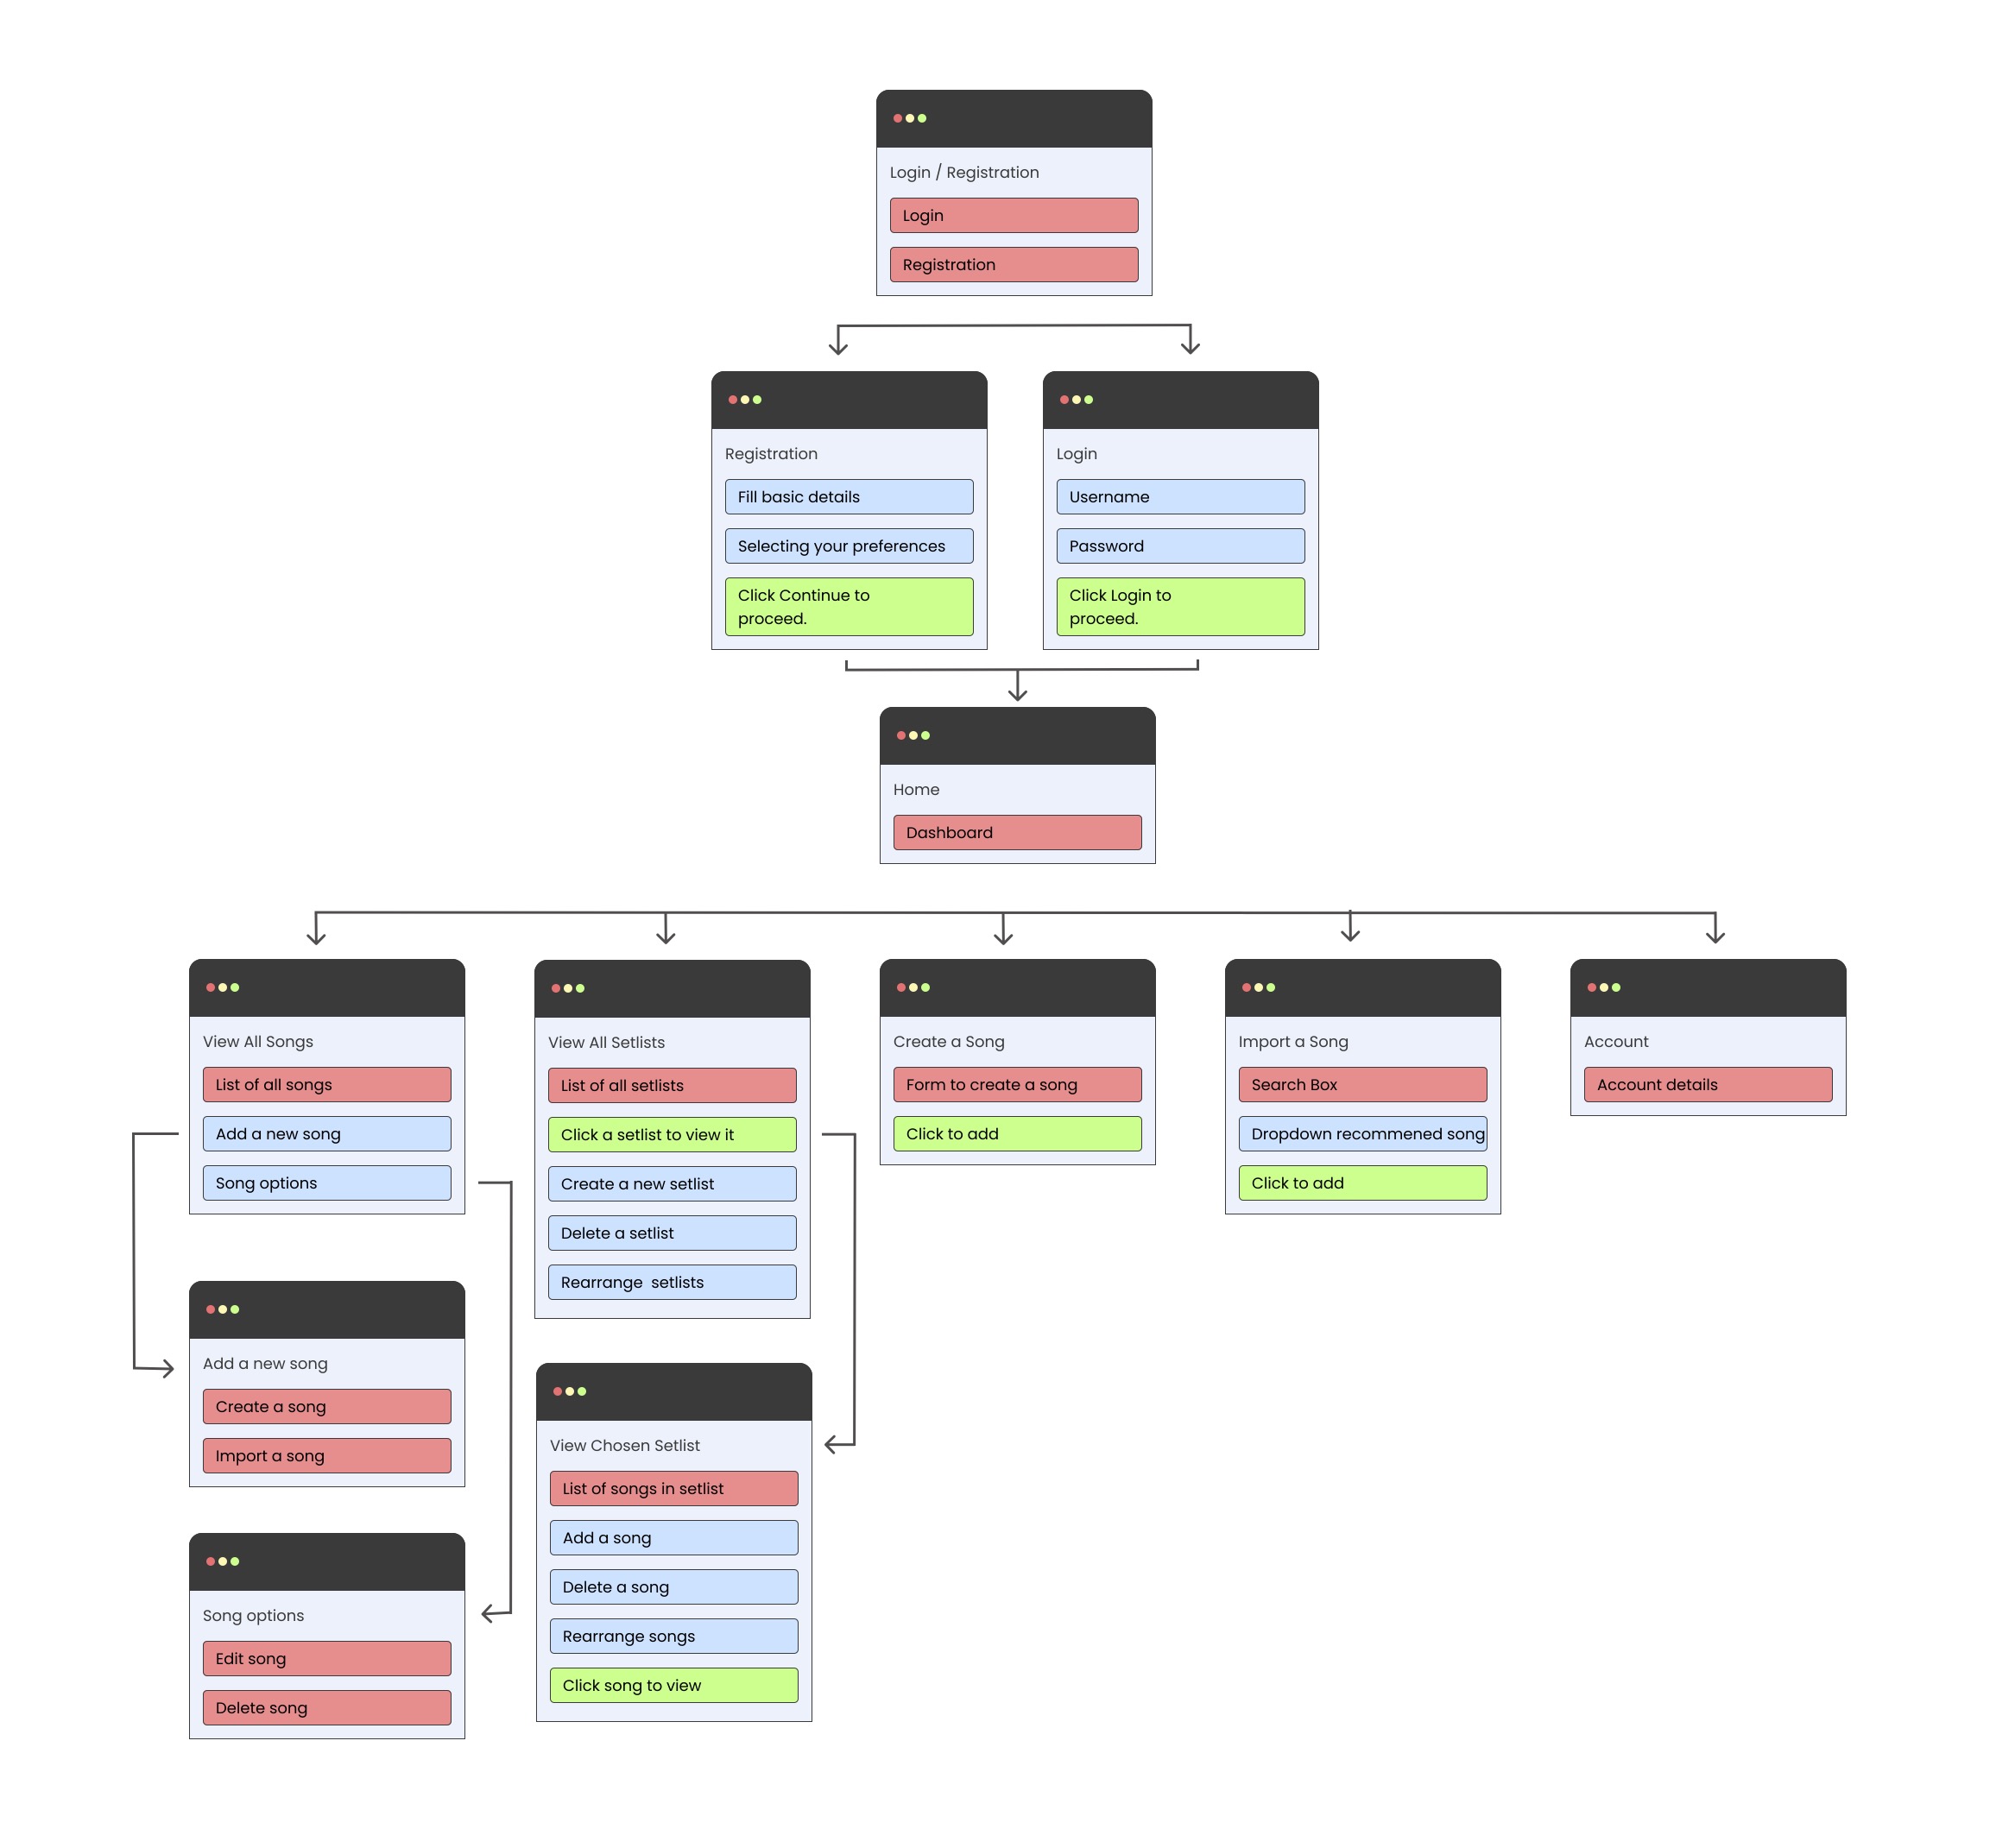 Login / Registration
Login
Registration
Registration
Fill basic details
Selecting your preferences
Click Continue to
proceed.
Login
Username
Password
Click Login to
proceed.
Home
Dashboard
View All Songs
List of all songs
Add a new song
Song options
View All Setlists
List of all setlists
Click a setlist to view it
Create a new setlist
Delete a setlist
Rearrange  setlists
Create a Song
Form to create a song
Click to add
Import a Song
Search Box
Dropdown recommened song
Click to add
Account
Account details
Add a new song
Create a song
Import a song
Song options
Edit song
Delete song
View Chosen Setlist
List of songs in setlist
Add a song
Delete a song
Rearrange songs
Click song to view